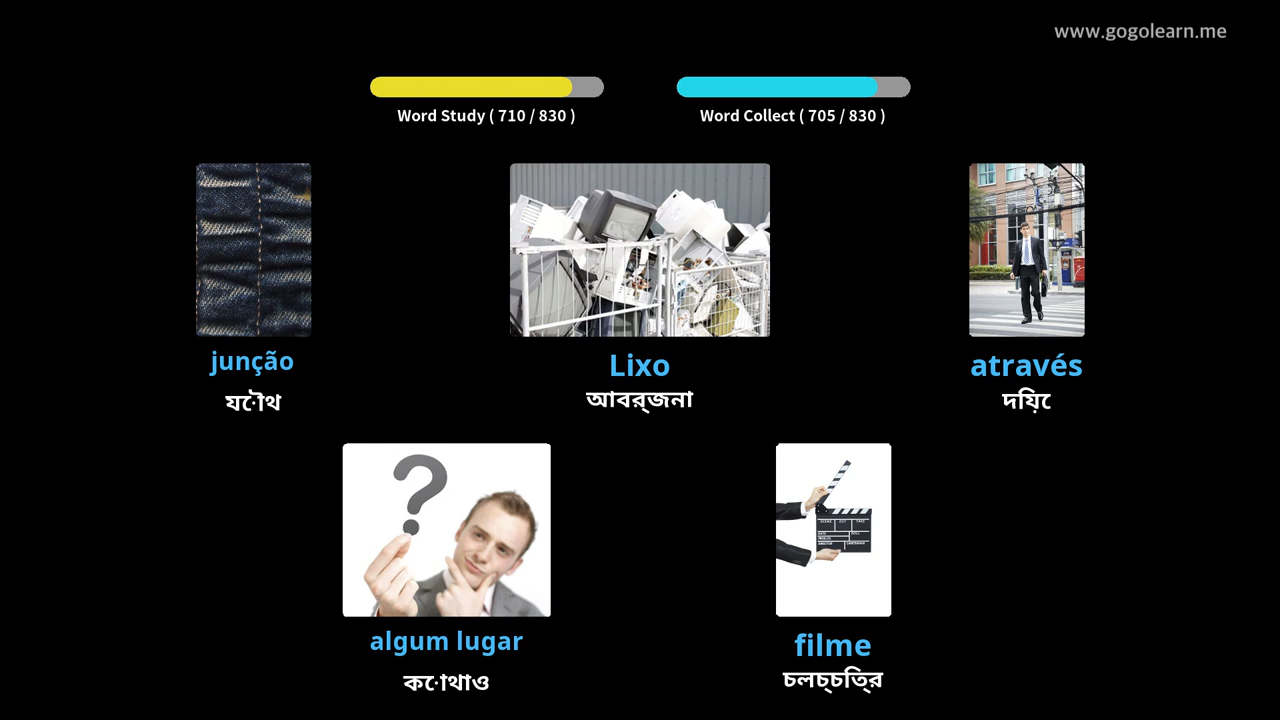 www.gogolearn.me
Word Study ( 710 / 830 )
Word Collect ( 705 / 830 )
junção
যৌথ
Lixo
আবর্জনা
através
দিয়ে
algum lugar
কোথাও
filme
চলচ্চিত্র